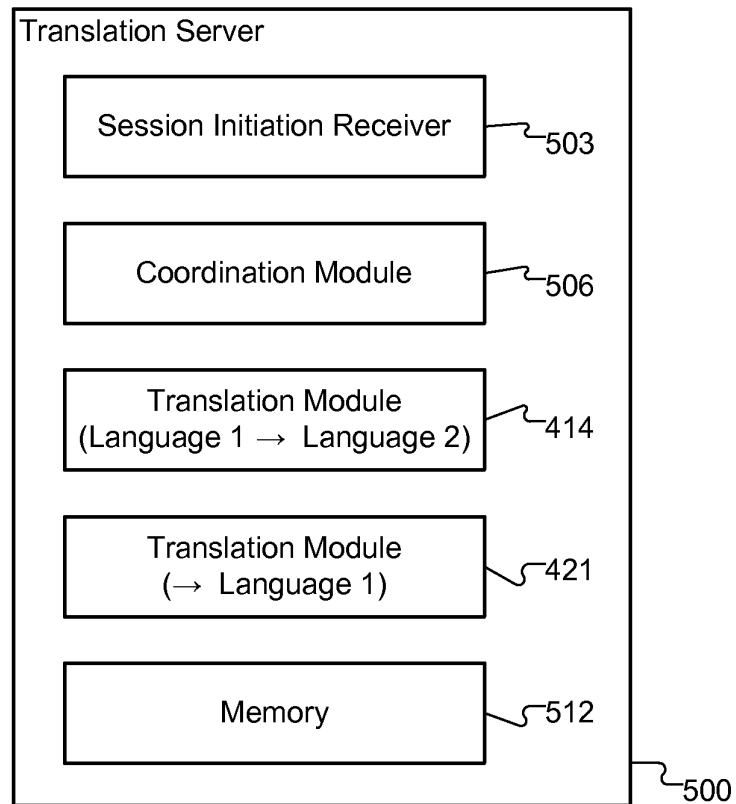 Translation Server
Session Initiation Receiver
503
Coordination Module
506
Translation Module
(Language 1 → Language 2)
414
Translation Module
(→ Language 1)
421
Memory
512
500